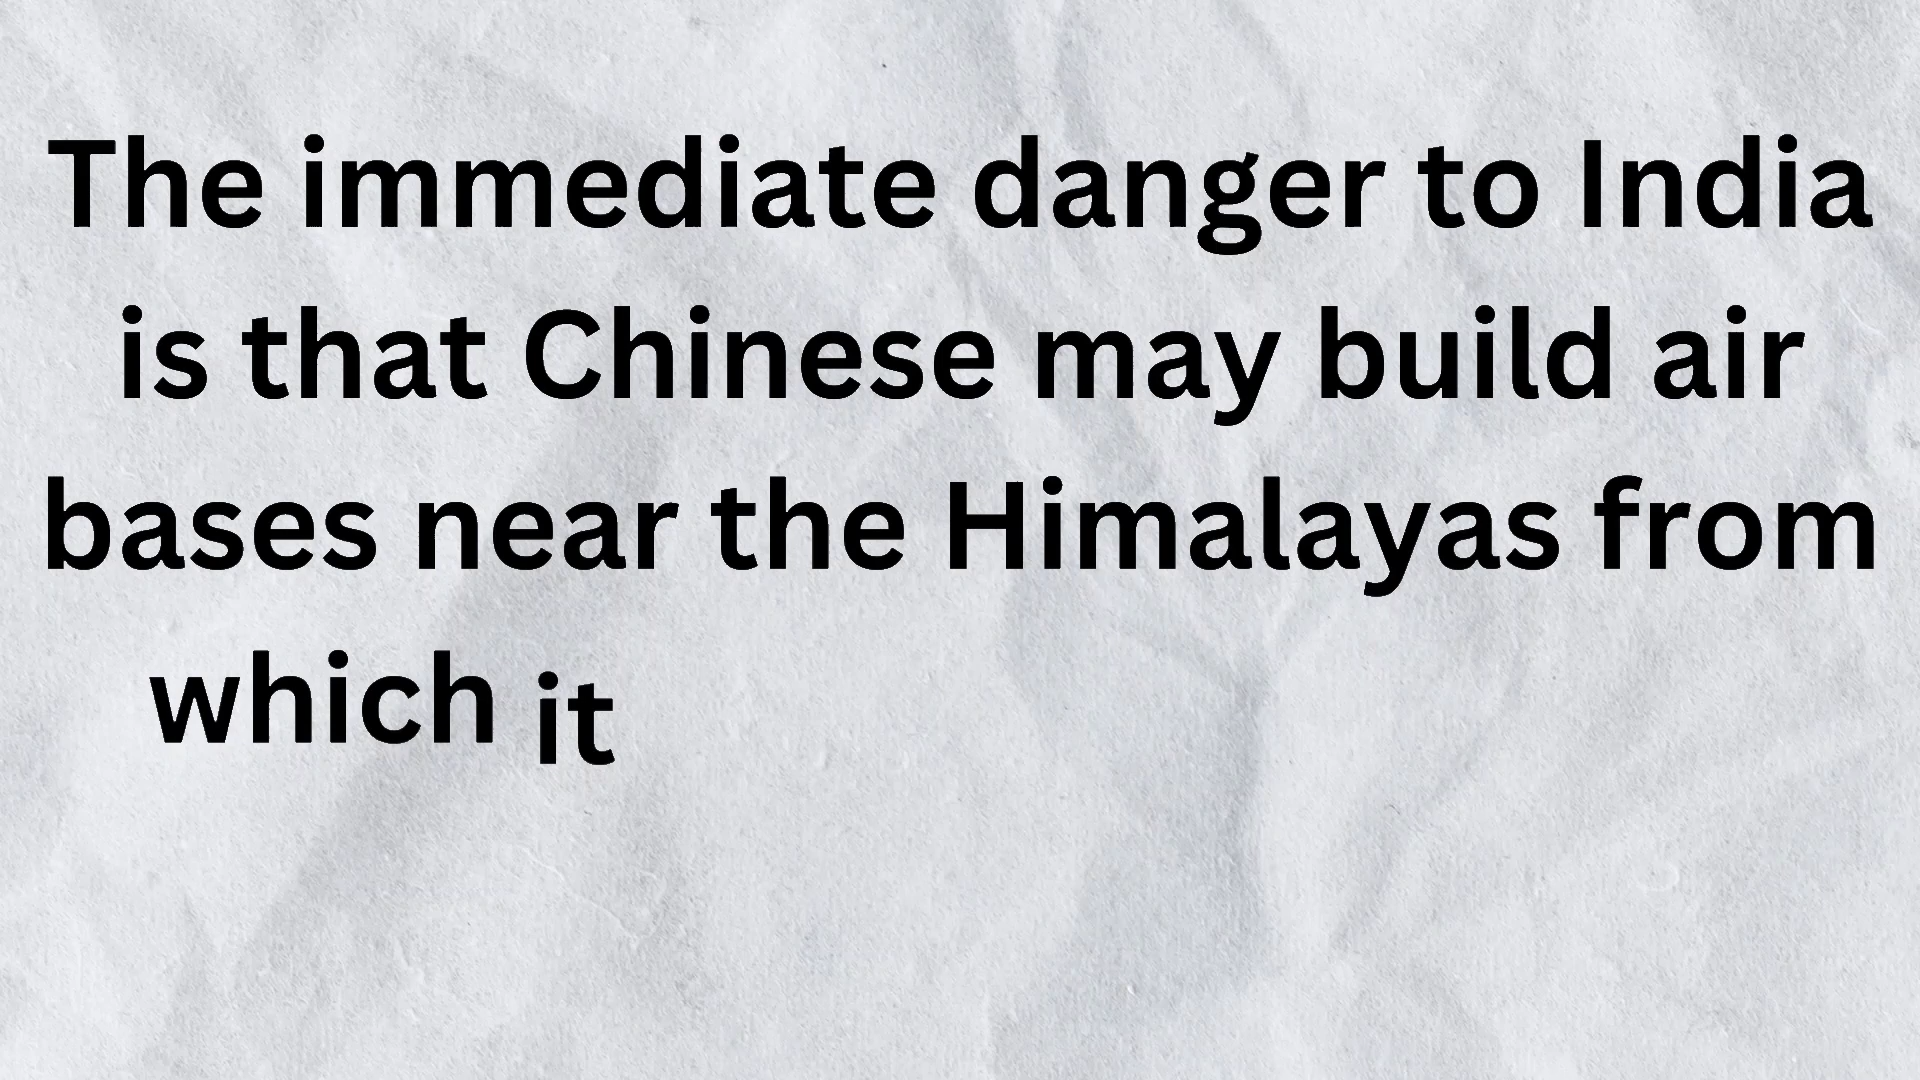 The immediate danger to India
is that Chinese may build air
bases near the Himalayas from
which it